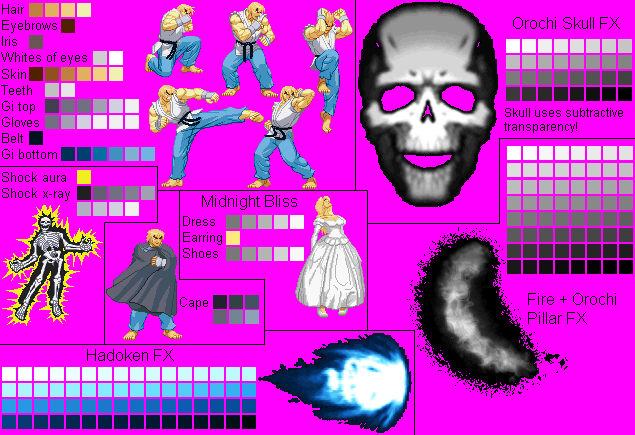 Hair
Eyebrows
Iris
Whites of eyes
Skin
Teeth
Gi top
Gloves
Belt
Gi bottom
Shock aura
Shock x-ray
Orochi Skull FX
Skull uses subtractive
transparency!
Midnight Bliss
Dress
Earring
Shoes
Cape
Fire + Orochi
Pillar FX
Hadoken FX